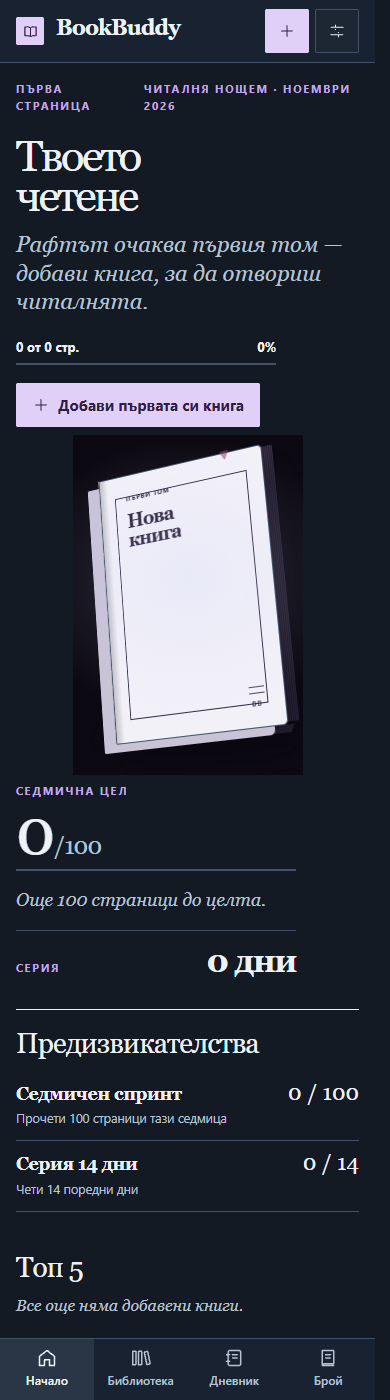 BookBuddy
ПЪРВА
СТРАНИЦА
ЧИТАЛНЯ НОЩЕМ · НОЕМВРИ
2026
Твоето
четене
Рафтът очаква първия том —
добави книга, за да отвориш
читалнята.
0 от 0 стр.
0%
+ Добави първата си книга
ПЪРВИ ТОМ
Нова
книга
BB
СЕДМИЧНА ЦЕЛ
0/100
Още 100 страници до целта.
СЕРИЯ
0 дни
Предизвикателства
Седмичен спринт
0 / 100
Прочети 100 страници тази седмица
Серия 14 дни
0 / 14
Чети 14 поредни дни
Топ 5
Все още няма добавени книги.
Начало
Библиотека
Дневник
Брой